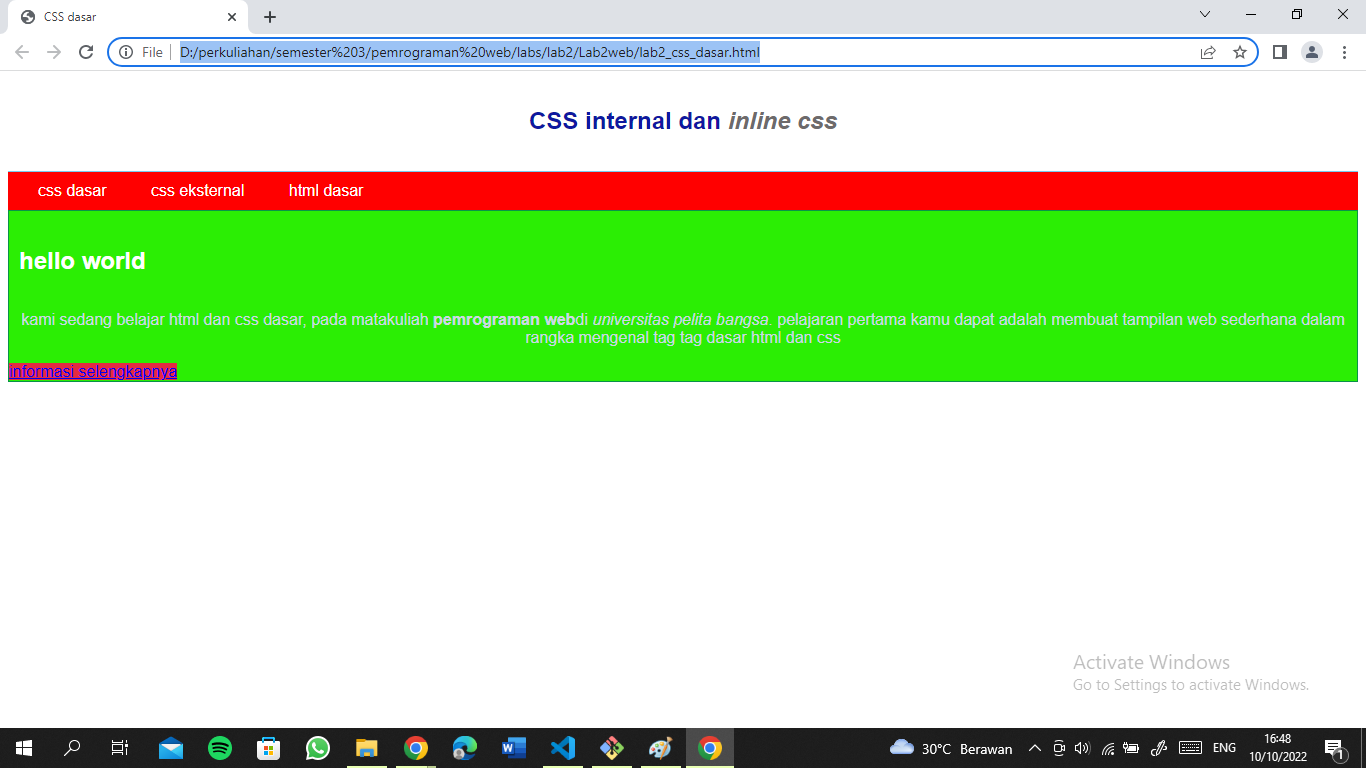 CSS dasar
File
D:/perkuliahan/semester%203/pemrograman%20web/labs/lab2/Lab2web/lab2_css_dasar.html
CSS internal dan inline css
css dasar css eksternal html dasar
hello world
kami sedang belajar html dan css dasar, pada matakuliah pemrograman webdi universitas pelita bangsa. pelajaran pertama kamu dapat adalah membuat tampilan web sederhana dalam
rangka mengenal tag tag dasar html dan css
informasi selengkapnya
Activate Windows
Go to Settings to activate Windows.
30°C Berawan
ENG
16:48
10/10/2022
1